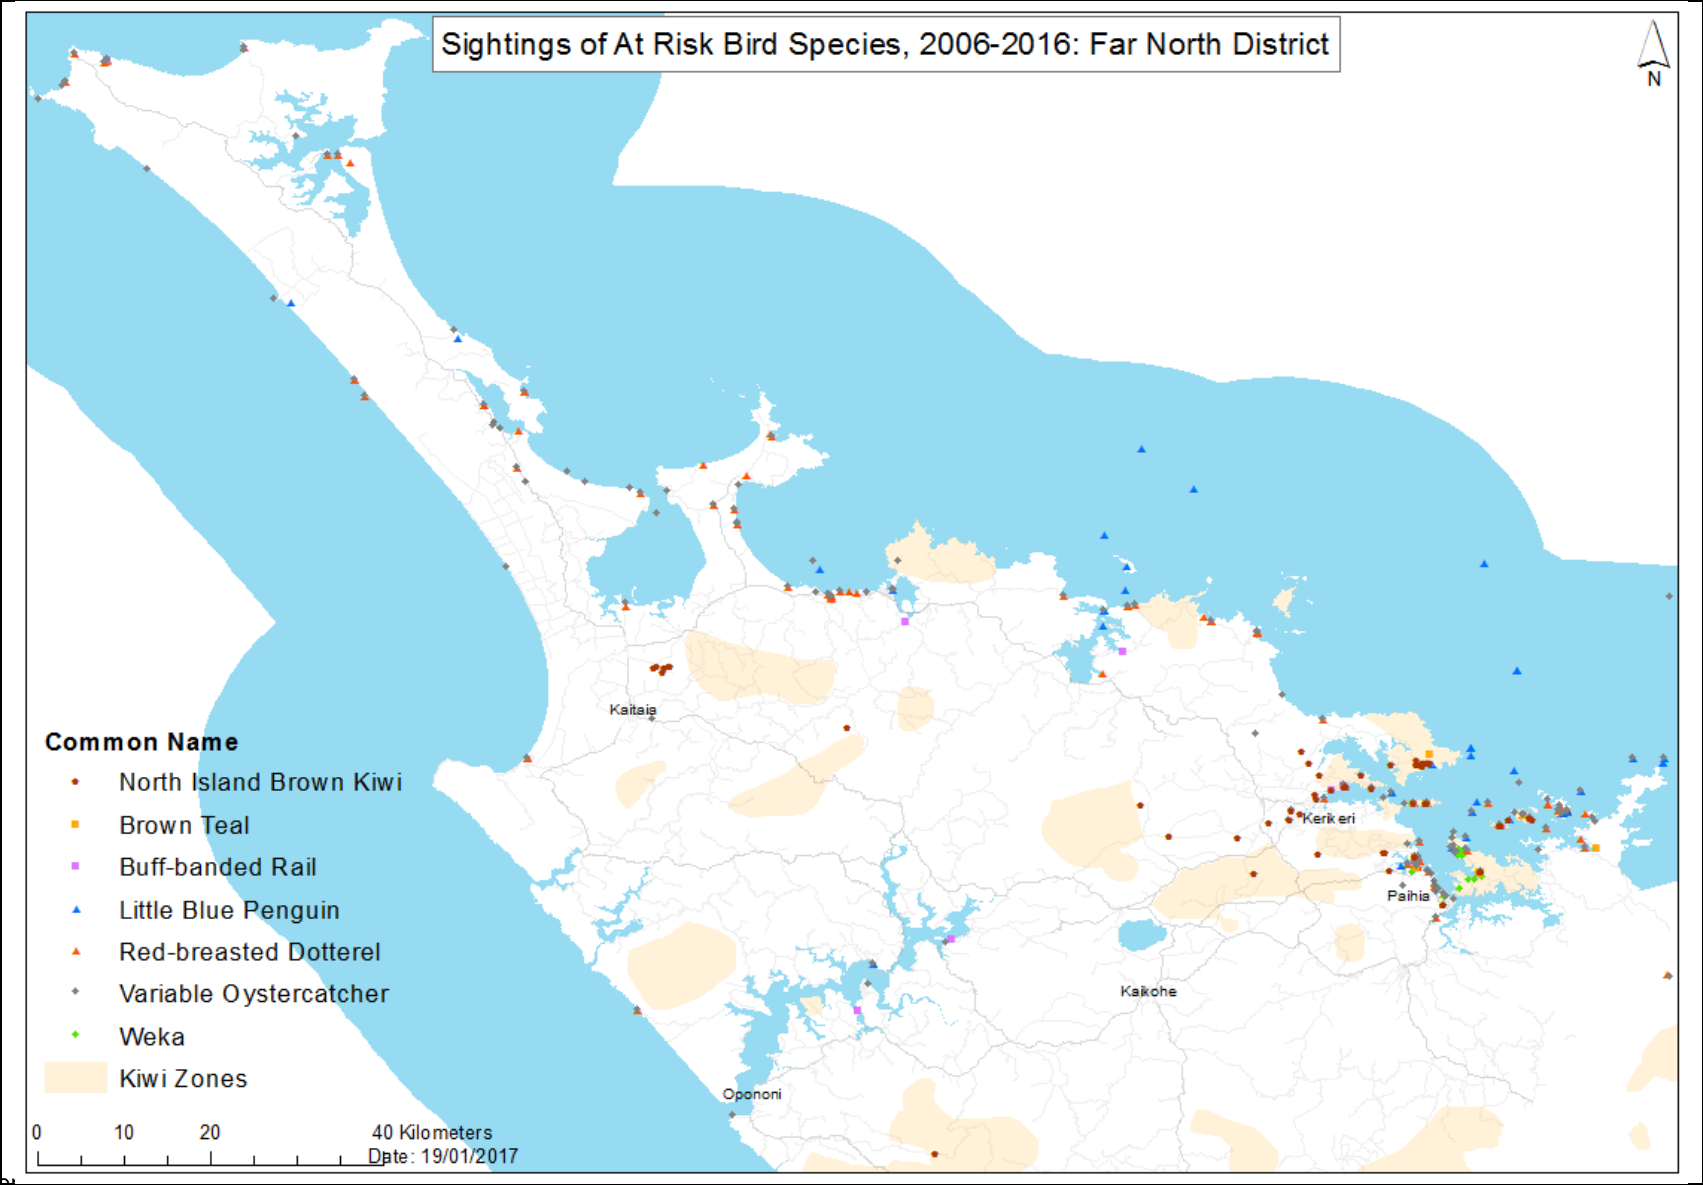 Sightings of At Risk Bird Species, 2006-2016: Far North District
N
Kaitaia
Common Name
North Island Brown Kiwi
Brown Teal
Kerikeri
Buff-banded Rail
Paihia
Little Blue Penguin
Red-breasted Dotterel
Variable Oystercatcher
Kaikohe
Weka
Kiwi Zones
Opononi
0 10 20 40 Kilometers
Date: 19/01/2017